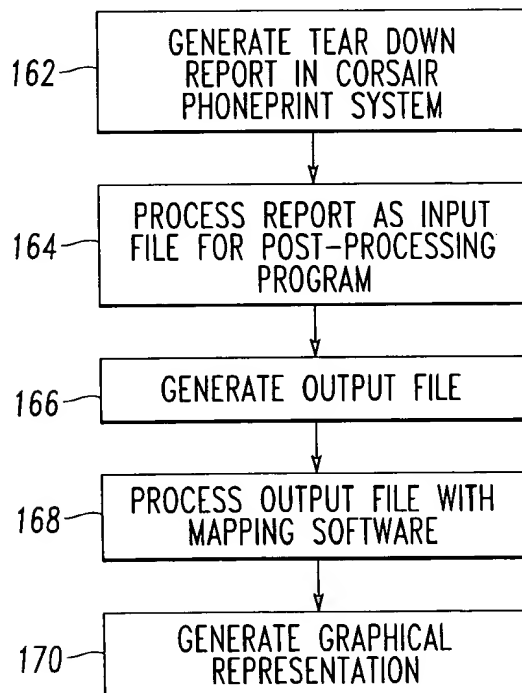 162
GENERATE TEAR DOWN
REPORT IN CORSAIR
PHONEPRINT SYSTEM
164
PROCESS REPORT AS INPUT
FILE FOR POST-PROCESSING
PROGRAM
166
GENERATE OUTPUT FILE
168
PROCESS OUTPUT FILE WITH
MAPPING SOFTWARE
170
GENERATE GRAPHICAL
REPRESENTATION